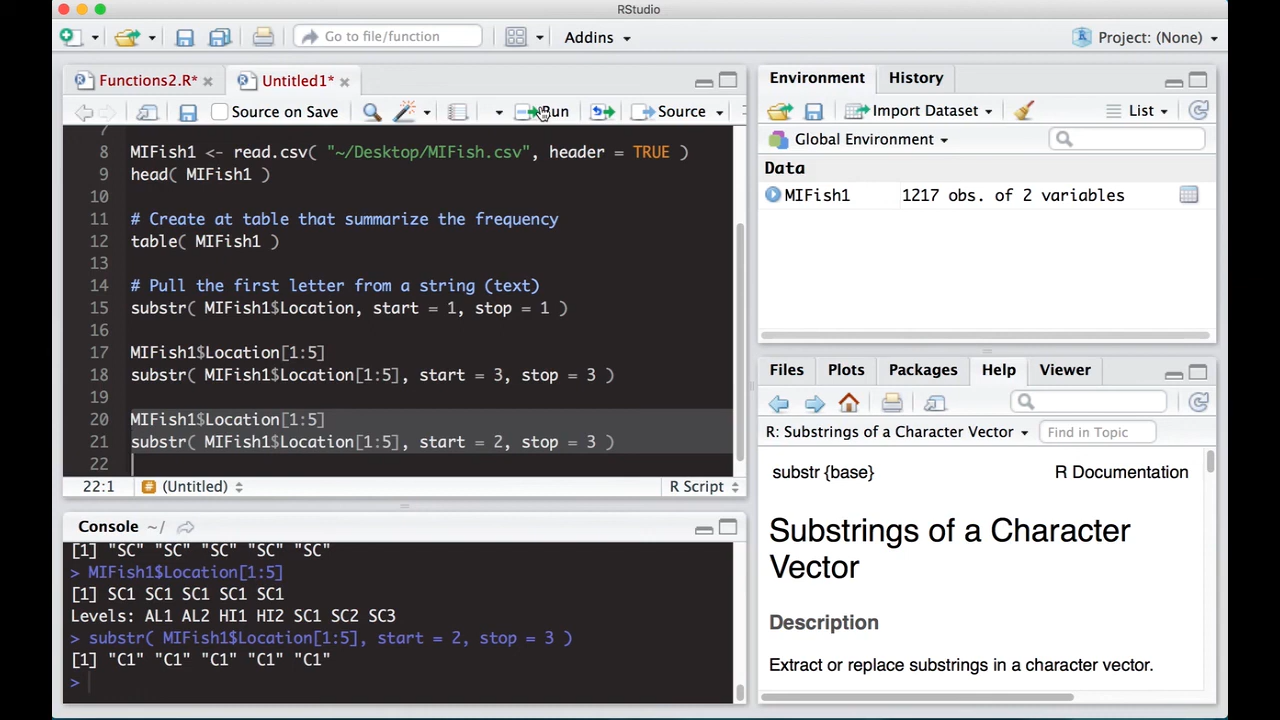 RStudio
Go to file/function
Addins
Project: (None)
Functions2.R*
Untitled1*
Source on Save
Run
Source
7
8 MIFish1 <- read.csv( "~/Desktop/MIFish.csv", header = TRUE )
9 head( MIFish1 )
10
11 # Create at table that summarize the frequency
12 table( MIFish1 )
13
14 # Pull the first letter from a string (text)
15 substr( MIFish1$Location, start = 1, stop = 1 )
16
17 MIFish1$Location[1:5]
18 substr( MIFish1$Location[1:5], start = 3, stop = 3 )
19
20 MIFish1$Location[1:5]
21 substr( MIFish1$Location[1:5], start = 2, stop = 3 )
22
22:1 # (Untitled) R Script
Console ~/
[1] "SC" "SC" "SC" "SC" "SC"
> MIFish1$Location[1:5]
[1] SC1 SC1 SC1 SC1 SC1
Levels: AL1 AL2 HI1 HI2 SC1 SC2 SC3
> substr( MIFish1$Location[1:5], start = 2, stop = 3 )
[1] "C1" "C1" "C1" "C1" "C1"
>
Environment History
Import Dataset List
Global Environment
Data
MIFish1 1217 obs. of 2 variables
Files Plots Packages Help Viewer
R: Substrings of a Character Vector Find in Topic
substr {base} R Documentation
Substrings of a Character
Vector
Description
Extract or replace substrings in a character vector.